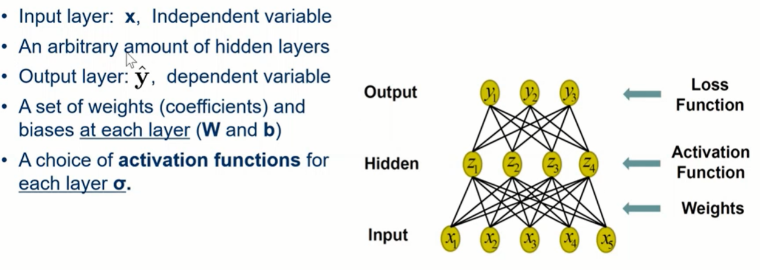 • Input layer: x, Independent variable
• An arbitrary amount of hidden layers
• Output layer: ŷ, dependent variable
• A set of weights (coefficients) and
biases at each layer (W and b)
• A choice of activation functions for
each layer σ.
Output
y₁ y₂ y₃
Loss
Function
Hidden
z₁ z₂ z₃ z₄
Activation
Function
Weights
Input
x₁ x₂ x₃ x₄ x₅